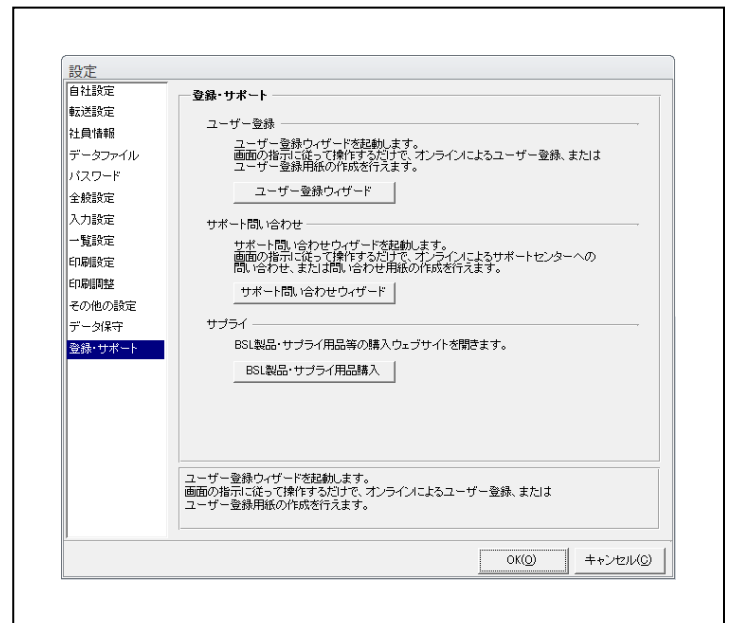 設定
自社設定
転送設定
社員情報
データファイル
パスワード
全般設定
入力設定
一覧設定
印刷設定
印刷調整
その他の設定
データ保守
登録・サポート
登録・サポート
ユーザー登録
ユーザー登録ウィザードを起動します。
画面の指示に従って操作するだけで、オンラインによるユーザー登録、または
ユーザー登録用紙の作成を行えます。
ユーザー登録ウィザード
サポート問い合わせ
サポート問い合わせウィザードを起動します。
画面の指示に従って操作するだけで、オンラインによるサポートセンターへの
問い合わせ、または問い合わせ用紙の作成を行えます。
サポート問い合わせウィザード
サプライ
BSL製品・サプライ用品等の購入ウェブサイトを開きます。
BSL製品・サプライ用品購入
ユーザー登録ウィザードを起動します。
画面の指示に従って操作するだけで、オンラインによるユーザー登録、または
ユーザー登録用紙の作成を行えます。
OK(O)
キャンセル(C)